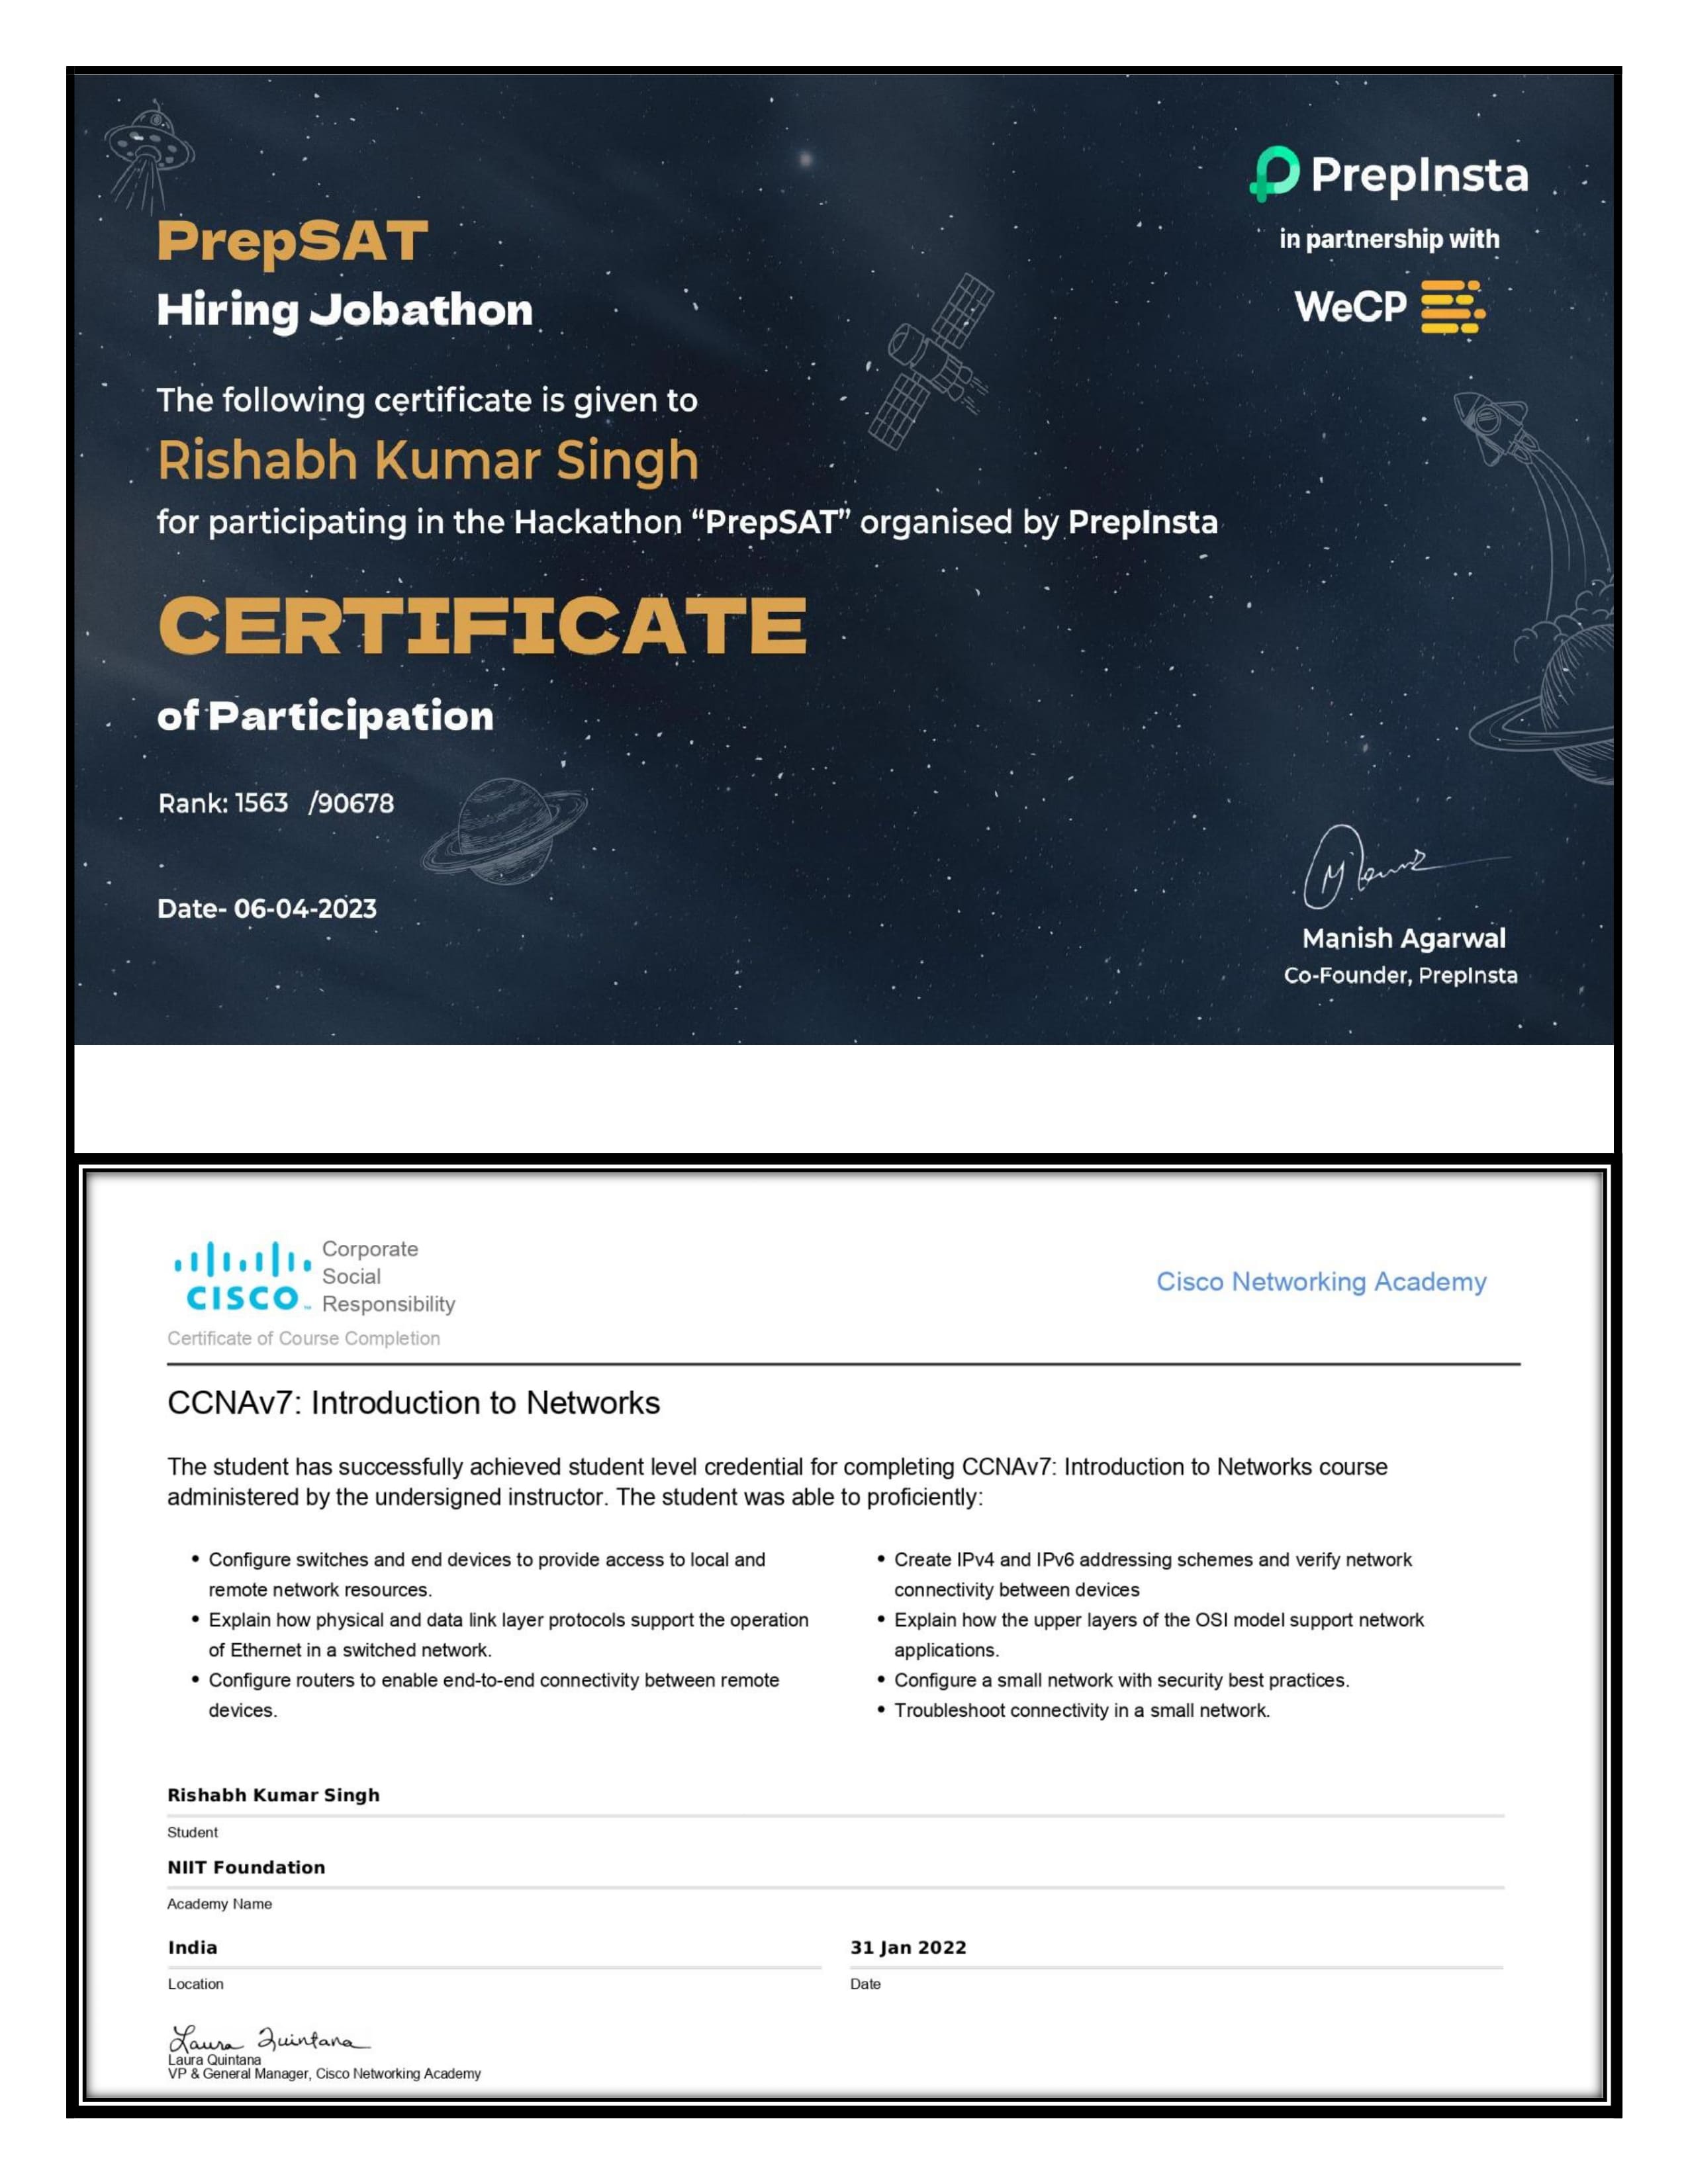 PrepInsta
in partnership with
WeCP
PrepSAT
Hiring Jobathon
The following certificate is given to
Rishabh Kumar Singh
for participating in the Hackathon “PrepSAT” organised by PrepInsta
CERTIFICATE
of Participation
Rank: 1563 /90678
Date- 06-04-2023
Manish Agarwal
Co-Founder, PrepInsta
CISCO
Corporate
Social
Responsibility
Cisco Networking Academy
Certificate of Course Completion
CCNAv7: Introduction to Networks
The student has successfully achieved student level credential for completing CCNAv7: Introduction to Networks course
administered by the undersigned instructor. The student was able to proficiently:
• Configure switches and end devices to provide access to local and
remote network resources.
• Explain how physical and data link layer protocols support the operation
of Ethernet in a switched network.
• Configure routers to enable end-to-end connectivity between remote
devices.
• Create IPv4 and IPv6 addressing schemes and verify network
connectivity between devices
• Explain how the upper layers of the OSI model support network
applications.
• Configure a small network with security best practices.
• Troubleshoot connectivity in a small network.
Rishabh Kumar Singh
Student
NIIT Foundation
Academy Name
India
Location
31 Jan 2022
Date
Laura Quintana
Laura Quintana
VP & General Manager, Cisco Networking Academy